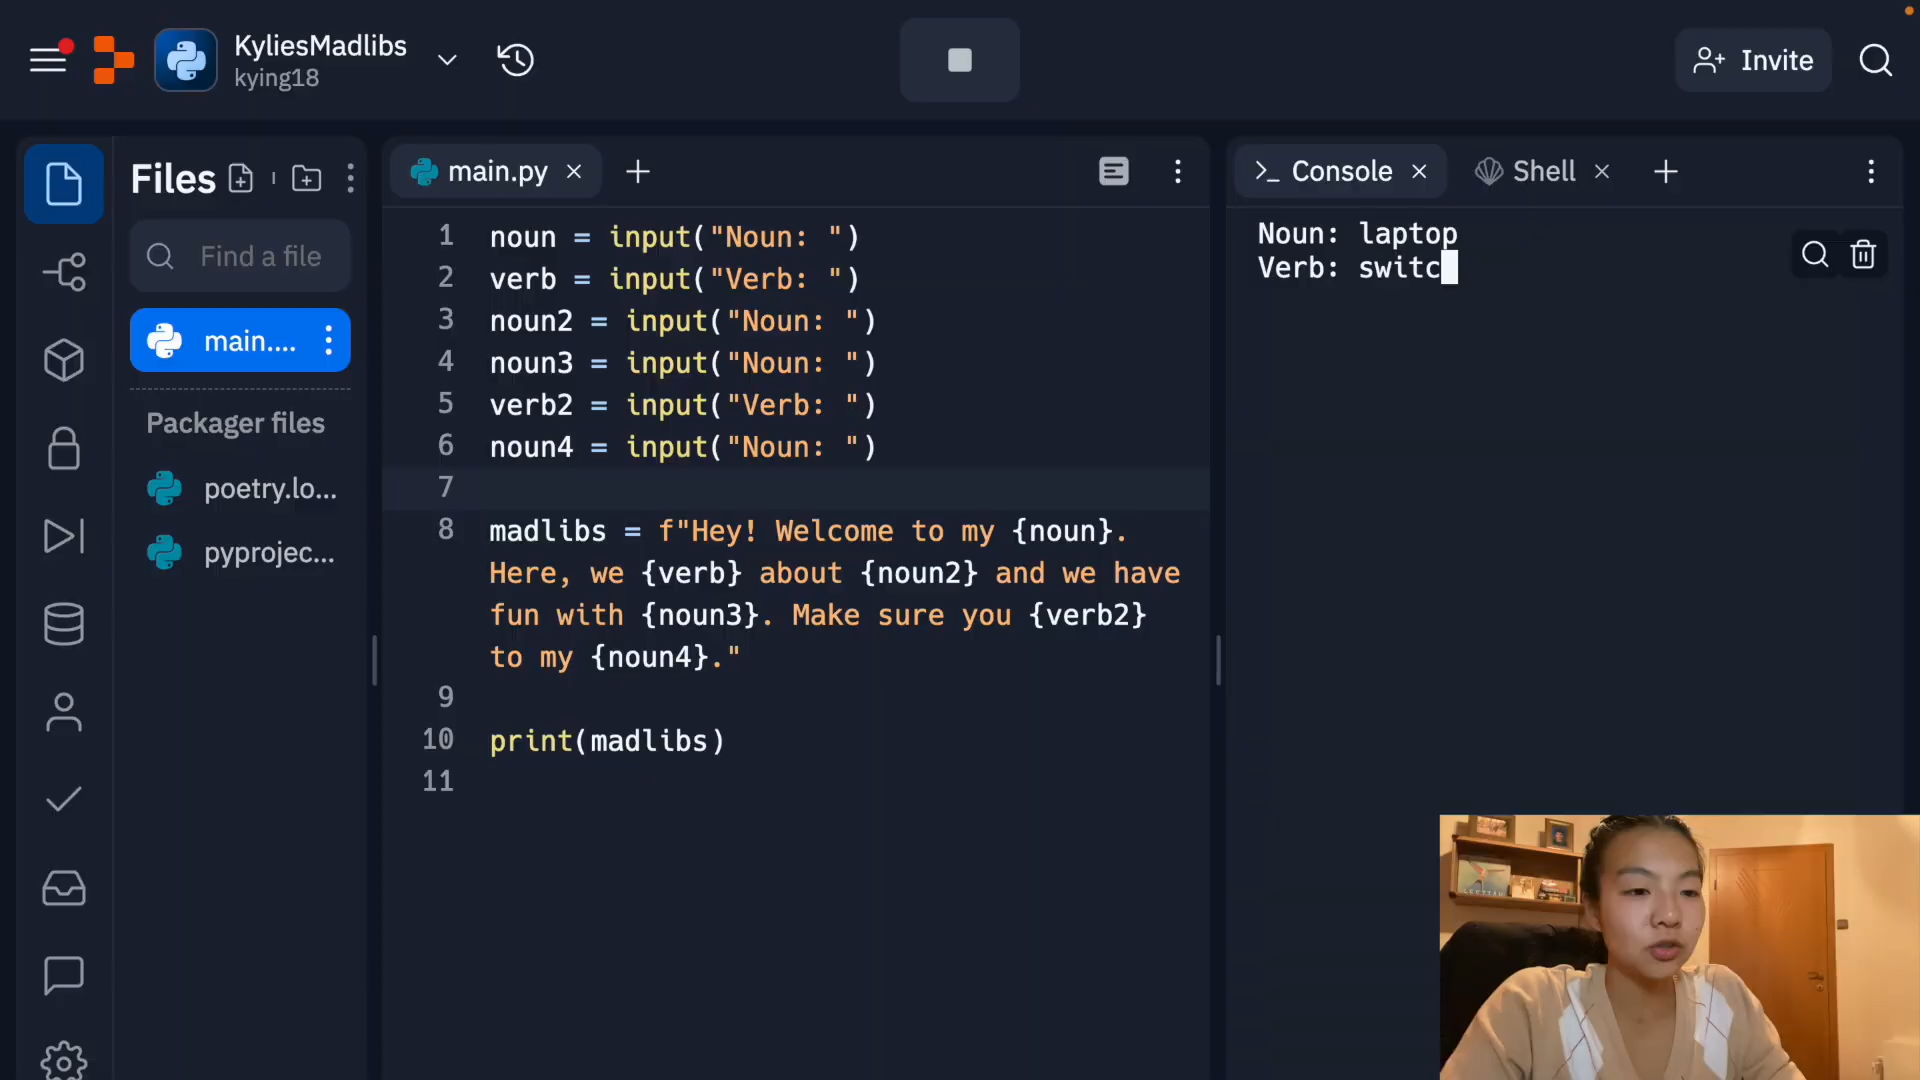 KyliesMadlibs
kying18
Invite
Files
Find a file
main....
Packager files
poetry.lo...
pyprojec...
main.py
1 noun = input("Noun: ")
2 verb = input("Verb: ")
3 noun2 = input("Noun: ")
4 noun3 = input("Noun: ")
5 verb2 = input("Verb: ")
6 noun4 = input("Noun: ")
7
8 madlibs = f"Hey! Welcome to my {noun}.
Here, we {verb} about {noun2} and we have
fun with {noun3}. Make sure you {verb2}
to my {noun4}."
9
10 print(madlibs)
11
Console
Shell
Noun: laptop
Verb: switc